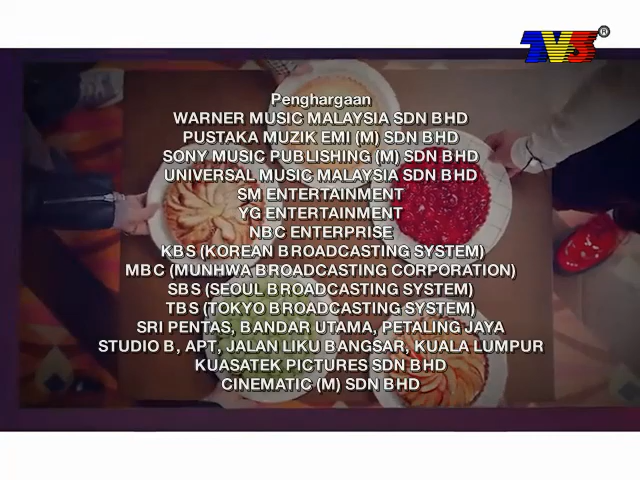 TV3®
Penghargaan
WARNER MUSIC MALAYSIA SDN BHD
PUSTAKA MUZIK EMI (M) SDN BHD
SONY MUSIC PUBLISHING (M) SDN BHD
UNIVERSAL MUSIC MALAYSIA SDN BHD
SM ENTERTAINMENT
YG ENTERTAINMENT
NBC ENTERPRISE
KBS (KOREAN BROADCASTING SYSTEM)
MBC (MUNHWA BROADCASTING CORPORATION)
SBS (SEOUL BROADCASTING SYSTEM)
TBS (TOKYO BROADCASTING SYSTEM)
SRI PENTAS, BANDAR UTAMA, PETALING JAYA
STUDIO B, APT, JALAN LIKU BANGSAR, KUALA LUMPUR
KUASATEK PICTURES SDN BHD
CINEMATIC (M) SDN BHD